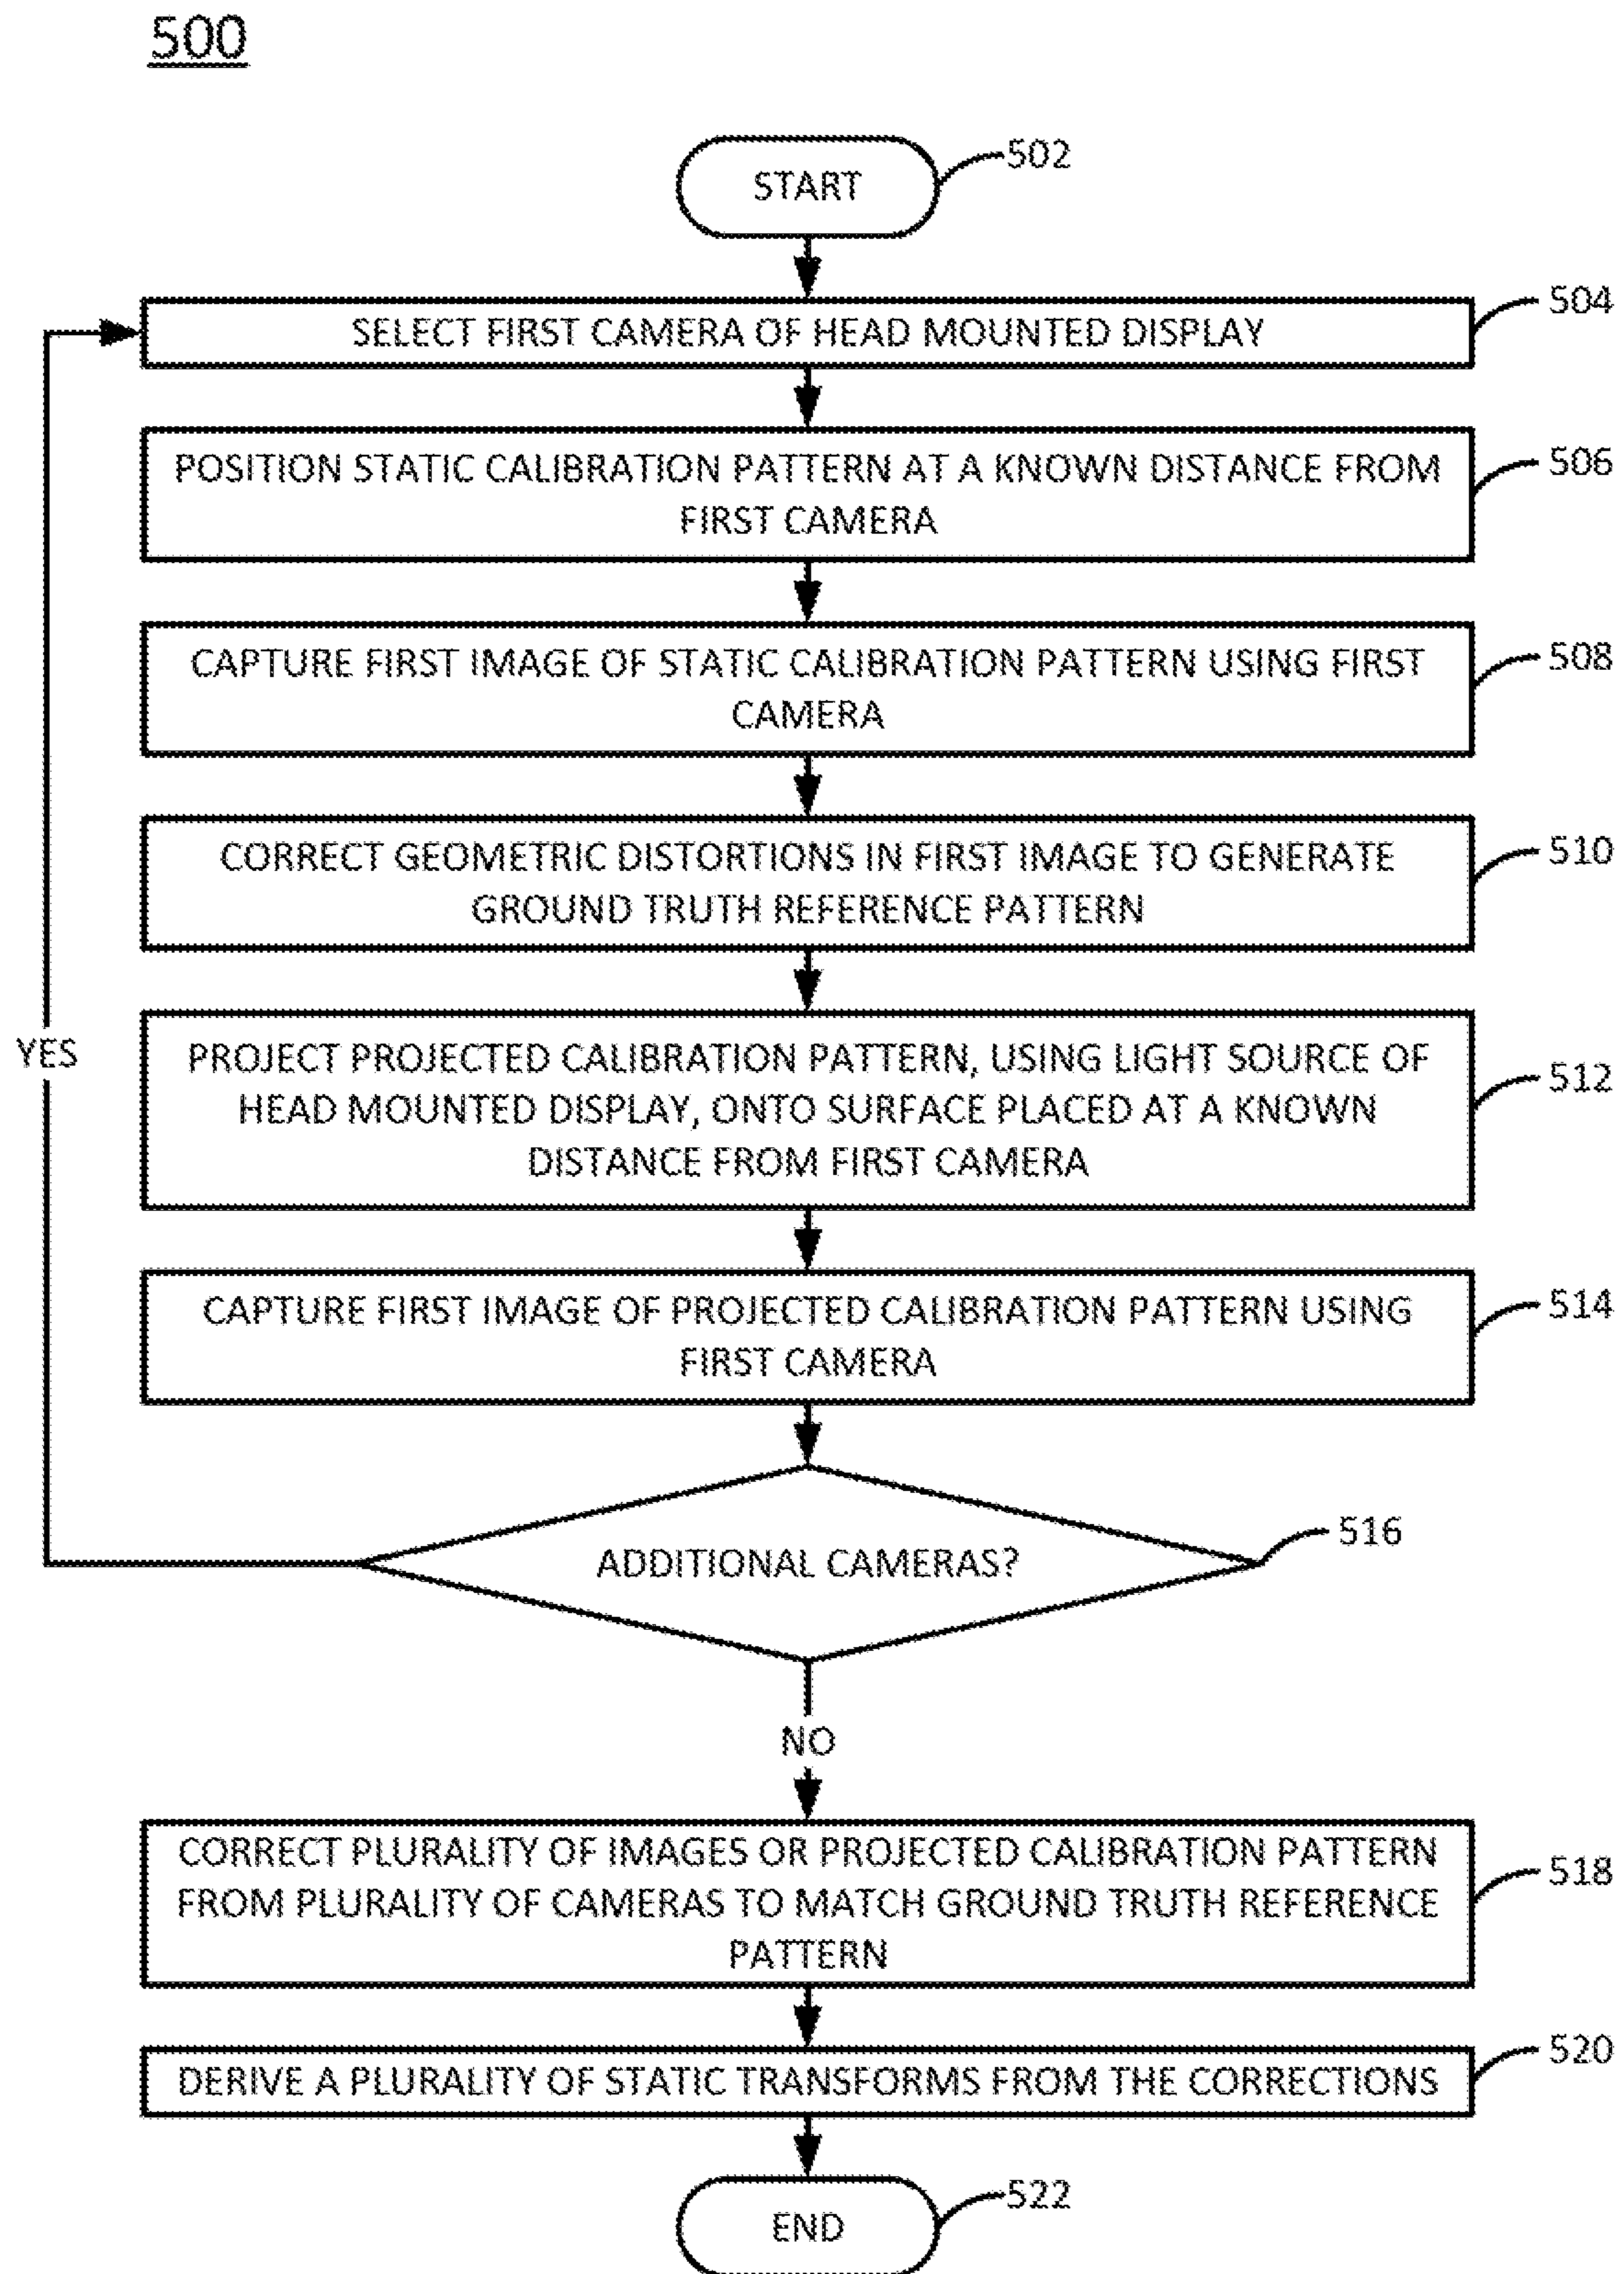 500
START
502
SELECT FIRST CAMERA OF HEAD MOUNTED DISPLAY
504
POSITION STATIC CALIBRATION PATTERN AT A KNOWN DISTANCE FROM
FIRST CAMERA
506
CAPTURE FIRST IMAGE OF STATIC CALIBRATION PATTERN USING FIRST
CAMERA
508
CORRECT GEOMETRIC DISTORTIONS IN FIRST IMAGE TO GENERATE
GROUND TRUTH REFERENCE PATTERN
510
PROJECT PROJECTED CALIBRATION PATTERN, USING LIGHT SOURCE OF
HEAD MOUNTED DISPLAY, ONTO SURFACE PLACED AT A KNOWN
DISTANCE FROM FIRST CAMERA
512
YES
CAPTURE FIRST IMAGE OF PROJECTED CALIBRATION PATTERN USING
FIRST CAMERA
514
ADDITIONAL CAMERAS?
516
NO
CORRECT PLURALITY OF IMAGES OR PROJECTED CALIBRATION PATTERN
FROM PLURALITY OF CAMERAS TO MATCH GROUND TRUTH REFERENCE
PATTERN
518
DERIVE A PLURALITY OF STATIC TRANSFORMS FROM THE CORRECTIONS
520
END
522